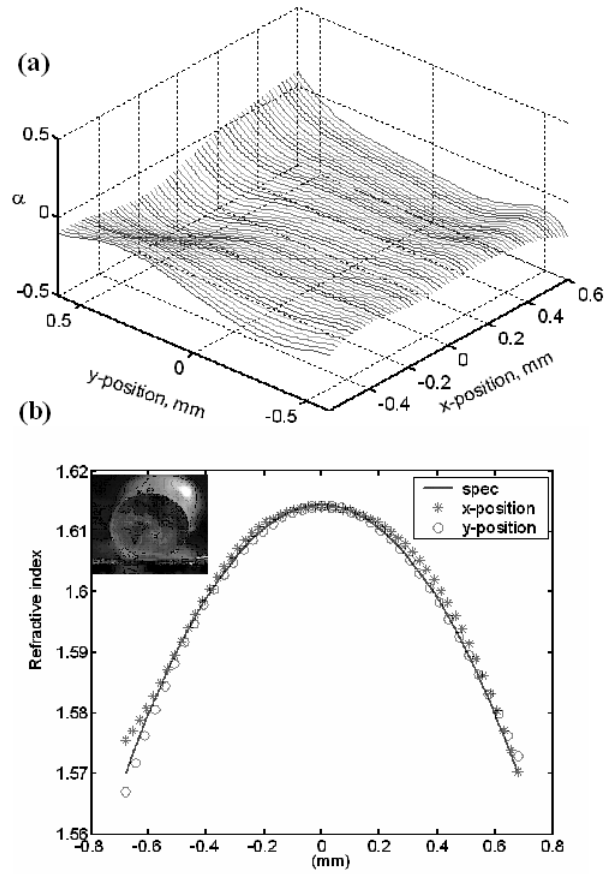 (a)
0.5
α
0
-0.5
0.5
0
-0.5
y-position, mm
-0.4
-0.2
0
0.2
0.4
0.6
x-position, mm
(b)
1.62
1.61
1.6
1.59
1.58
1.57
1.56
Refractive index
spec
x-position
y-position
-0.8
-0.6
-0.4
-0.2
0
0.2
0.4
0.6
0.8
(mm)